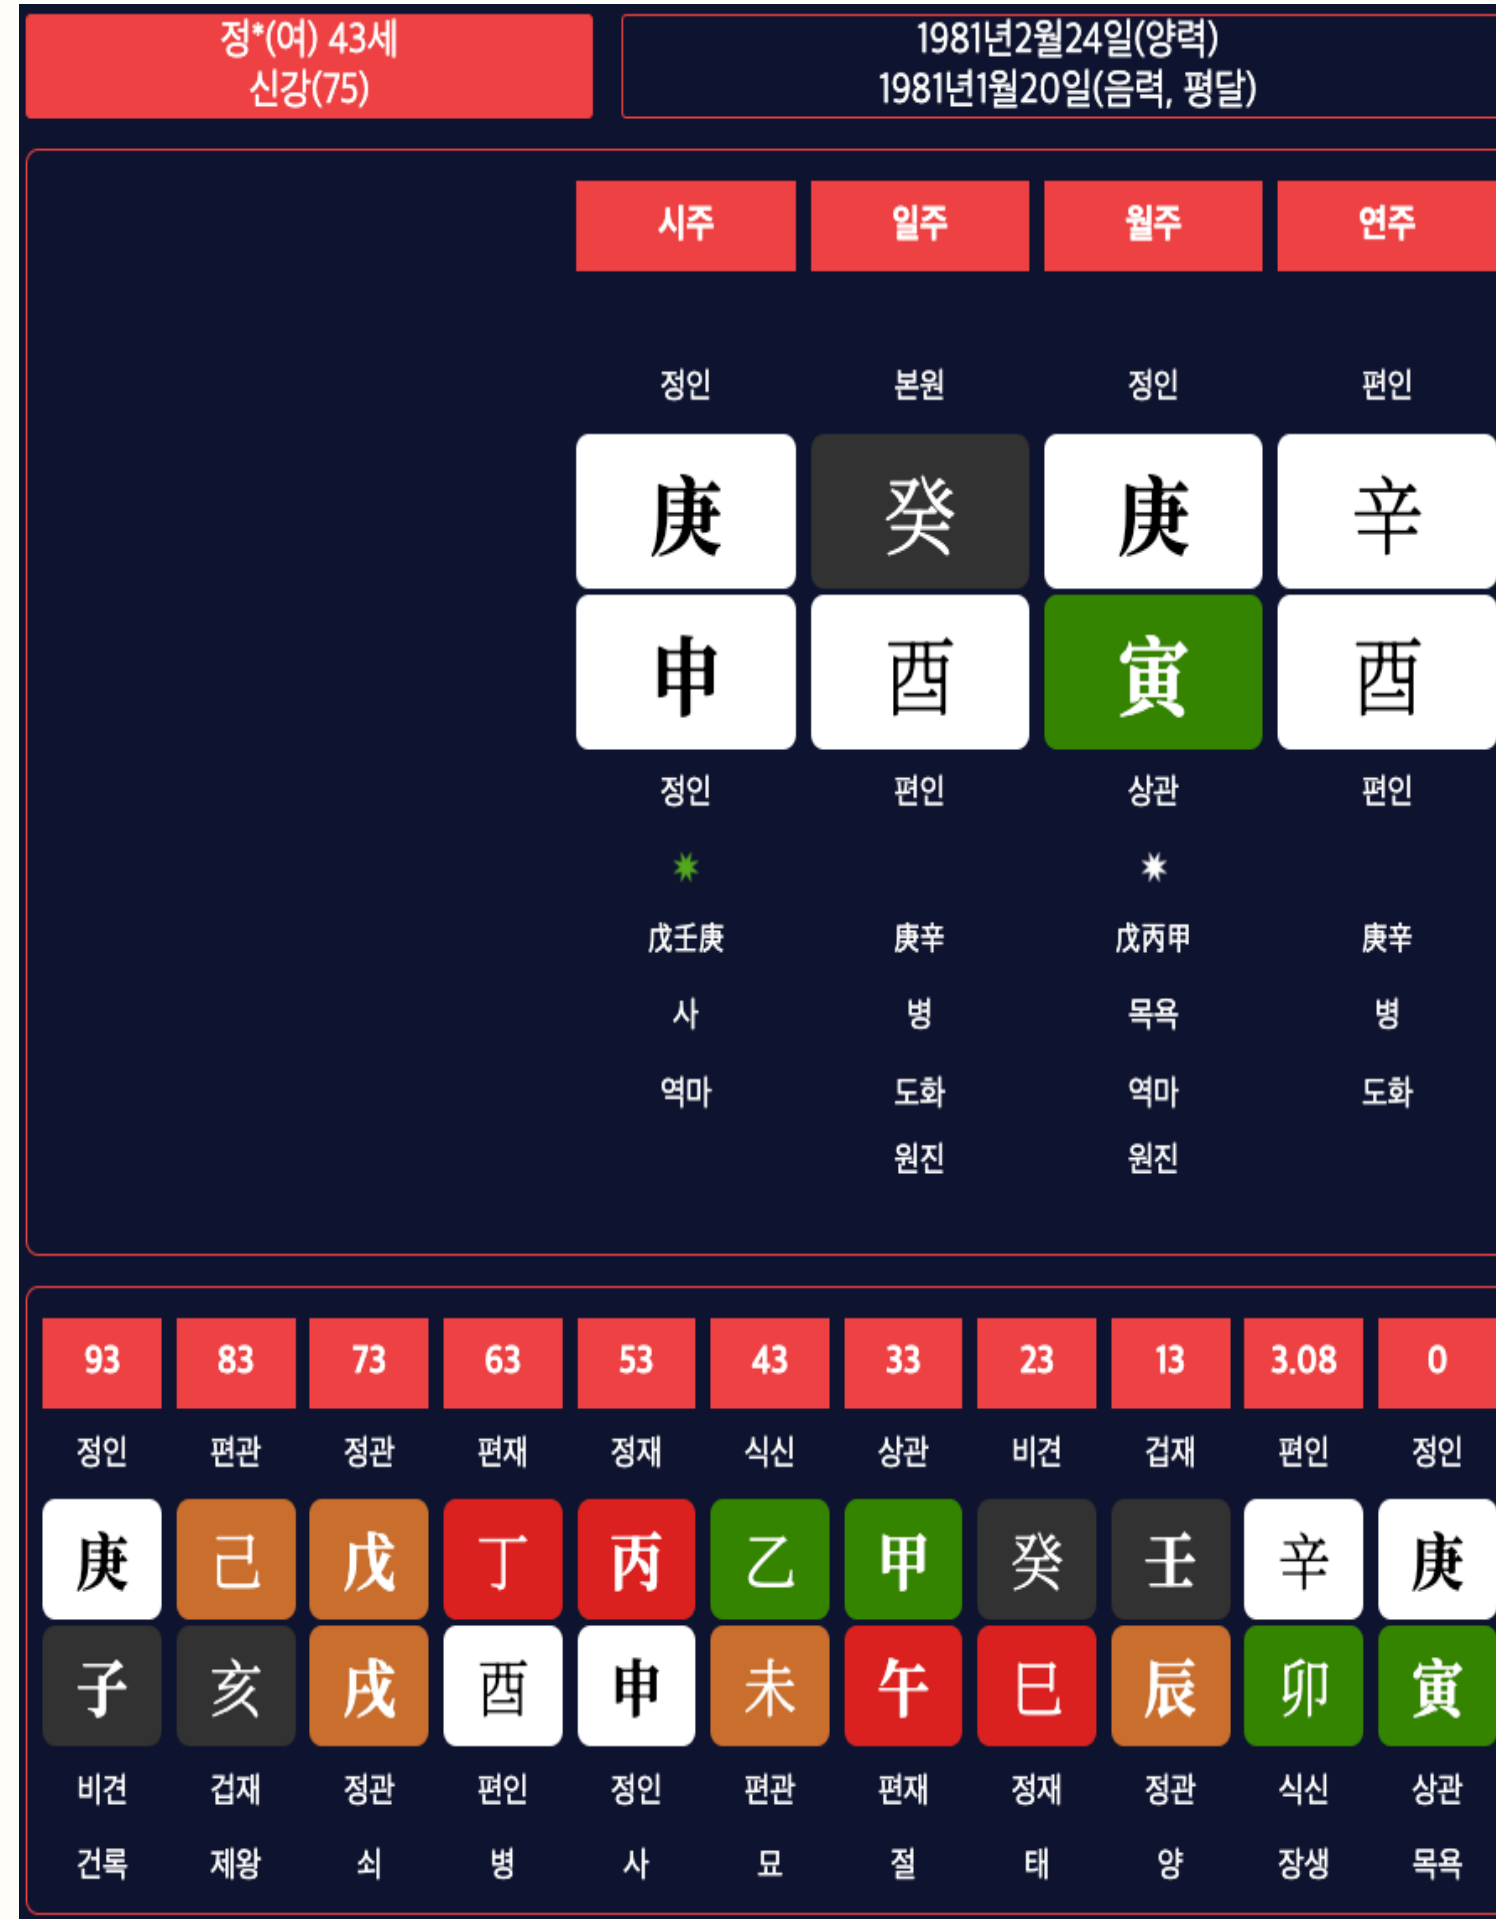 정*(여) 43세
신강(75)
1981년2월24일(양력)
1981년1월20일(음력, 평달)
시주 일주 월주 연주
정인 본원 정인 편인
庚 癸 庚 辛
申 酉 寅 酉
정인 편인 상관 편인
戊壬庚 庚辛 戊丙甲 庚辛
사 병 목욕 병
역마 도화 역마 도화
원진 원진
93 83 73 63 53 43 33 23 13 3.08 0
정인 편관 정관 편재 정재 식신 상관 비견 겁재 편인 정인
庚 己 戊 丁 丙 乙 甲 癸 壬 辛 庚
子 亥 戌 酉 申 未 午 巳 辰 卯 寅
비견 겁재 정관 편인 정인 편관 편재 정재 정관 식신 상관
건록 제왕 쇠 병 사 묘 절 태 양 장생 목욕